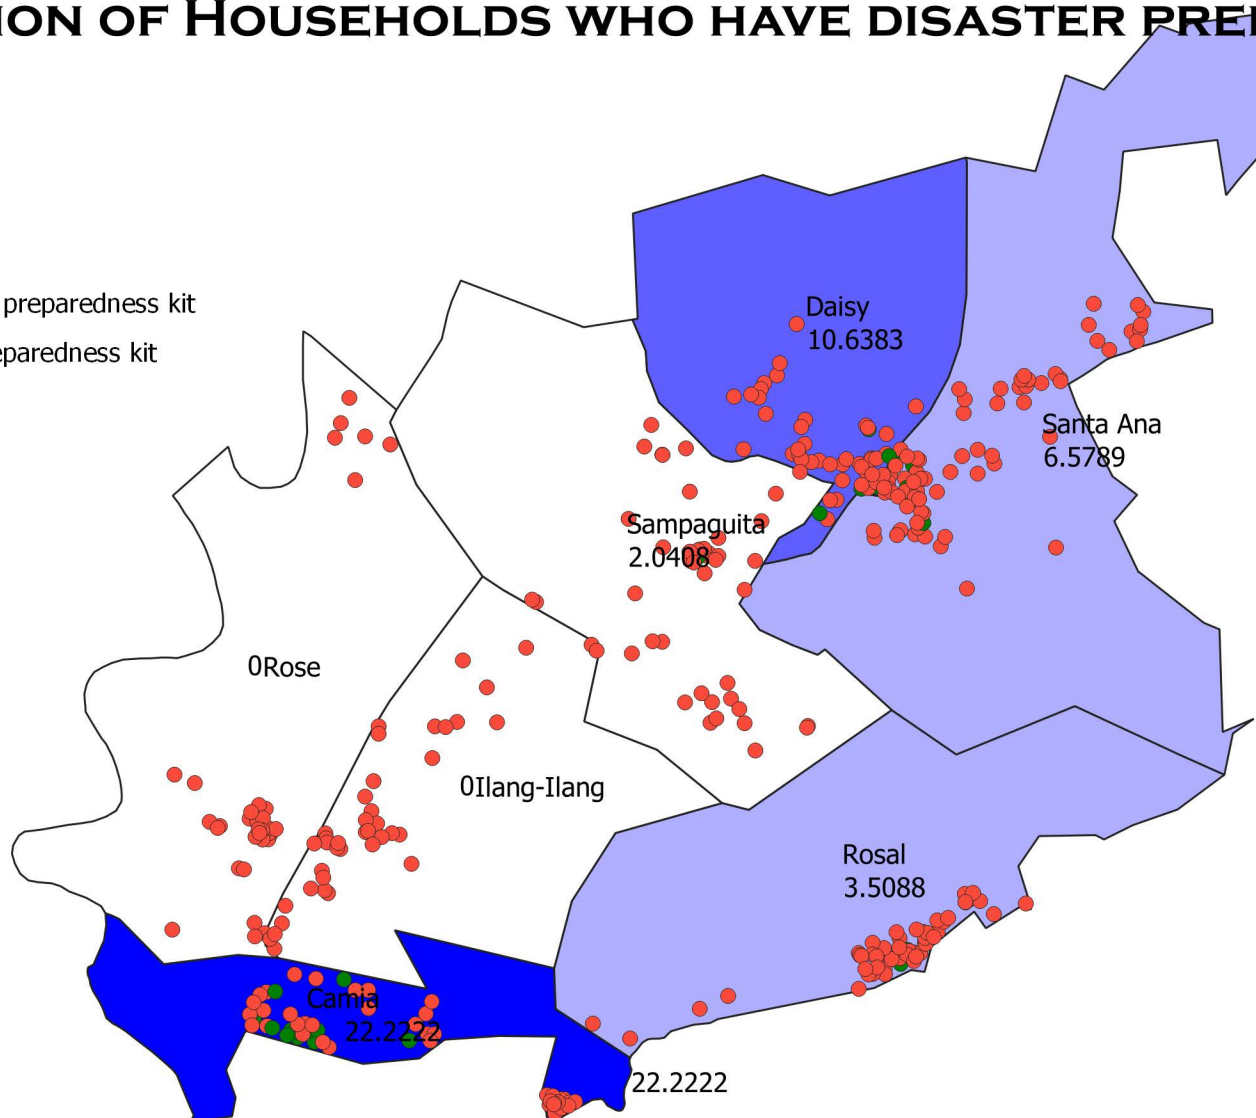 ION OF HOUSEHOLDS WHO HAVE DISASTER PREP
preparedness kit
eparedness kit
Daisy
10.6383
Santa Ana
6.5789
Sampaguita
2.0408
0Rose
0Ilang-Ilang
Rosal
3.5088
Camia
22.2222
22.2222